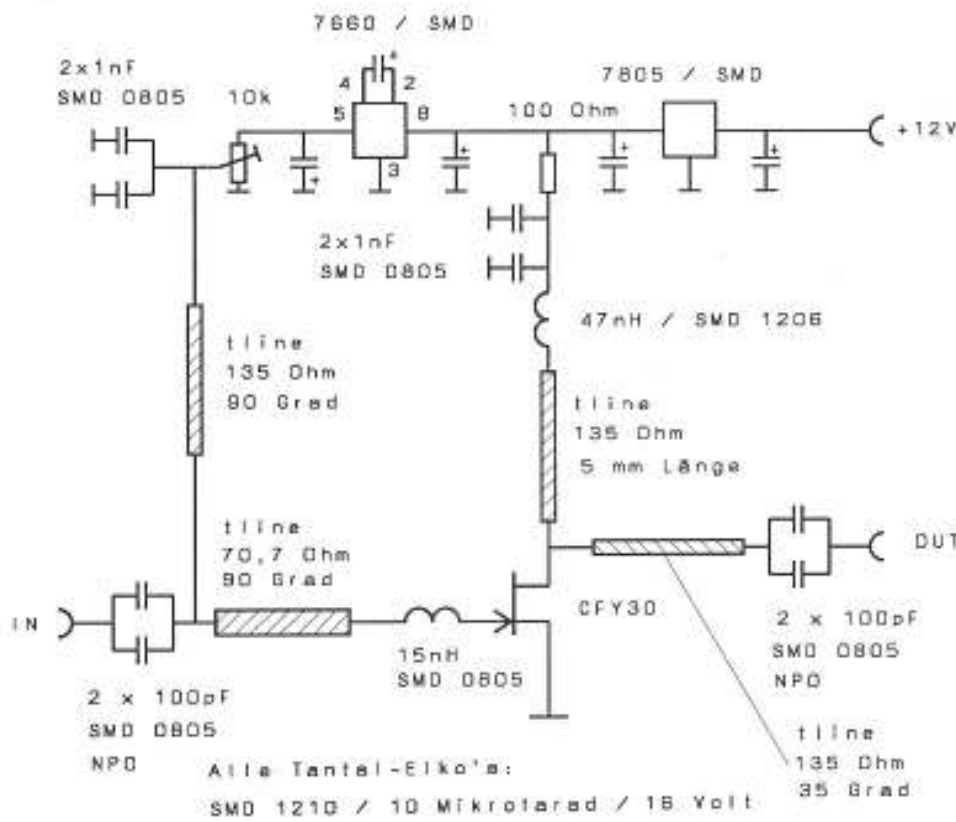 7660 / SMD
2x1nF
SMD 0805
10k
+
4
2
5
8
3
+
+
100 Ohm
+
7805 / SMD
+
+12V
2x1nF
SMD 0805
47nH / SMD 1206
tline
135 Ohm
90 Grad
tline
135 Ohm
5 mm Länge
tline
70,7 Ohm
90 Grad
IN
15nH
SMD 0805
CFY30
OUT
2 x 100pF
SMD 0805
NPO
2 x 100pF
SMD 0805
NPO
tline
135 Ohm
35 Grad
Alle Tantal-Elko's:
SMD 1210 / 10 Mikrofarad / 16 Volt